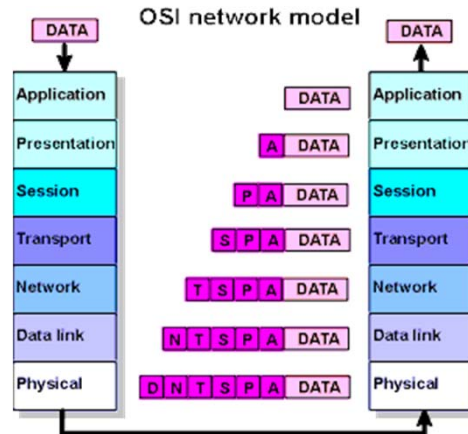 OSI network model
DATA DATA
Application DATA Application
Presentation A DATA Presentation
Session P A DATA Session
Transport S P A DATA Transport
Network T S P A DATA Network
Data link N T S P A DATA Data link
Physical D N T S P A DATA Physical